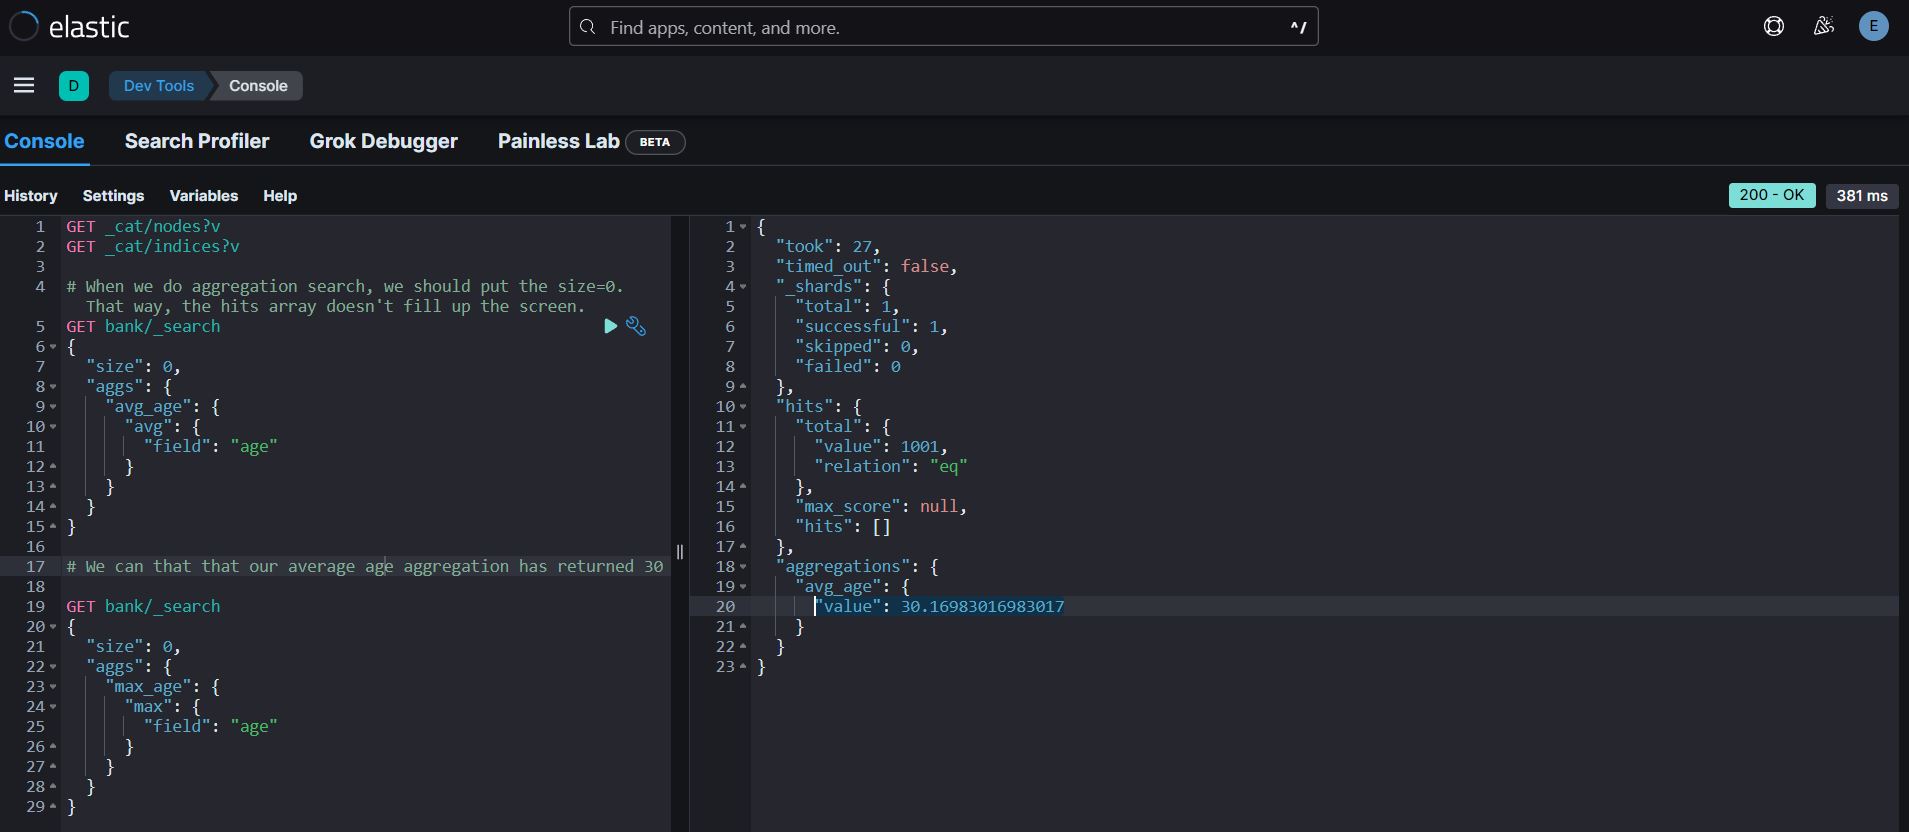 elastic
Find apps, content, and more.
^/
E
D
Dev Tools
Console
Console
Search Profiler
Grok Debugger
Painless Lab
BETA
History
Settings
Variables
Help
200 - OK
381 ms
1 GET _cat/nodes?v
2 GET _cat/indices?v
3
4 # When we do aggregation search, we should put the size=0.
That way, the hits array doesn't fill up the screen.
5 GET bank/_search
6 {
7 "size": 0,
8 "aggs": {
9 "avg_age": {
10 "avg": {
11 "field": "age"
12 }
13 }
14 }
15 }
16
17 # We can that that our average age aggregation has returned 30
18
19 GET bank/_search
20 {
21 "size": 0,
22 "aggs": {
23 "max_age": {
24 "max": {
25 "field": "age"
26 }
27 }
28 }
29 }
1 {
2 "took": 27,
3 "timed_out": false,
4 "_shards": {
5 "total": 1,
6 "successful": 1,
7 "skipped": 0,
8 "failed": 0
9 },
10 "hits": {
11 "total": {
12 "value": 1001,
13 "relation": "eq"
14 },
15 "max_score": null,
16 "hits": []
17 },
18 "aggregations": {
19 "avg_age": {
20 "value": 30.16983016983017
21 }
22 }
23 }